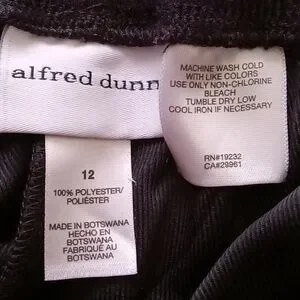 alfred dunn
12
100% POLYESTER/
POLIÉSTER
MADE IN BOTSWANA
HECHO EN
BOTSWANA
FABRIQUÉ AU
BOTSWANA
MACHINE WASH COLD
WITH LIKE COLORS
USE ONLY NON-CHLORINE
BLEACH
TUMBLE DRY LOW
COOL IRON IF NECESSARY
RN#19232
CA#29961